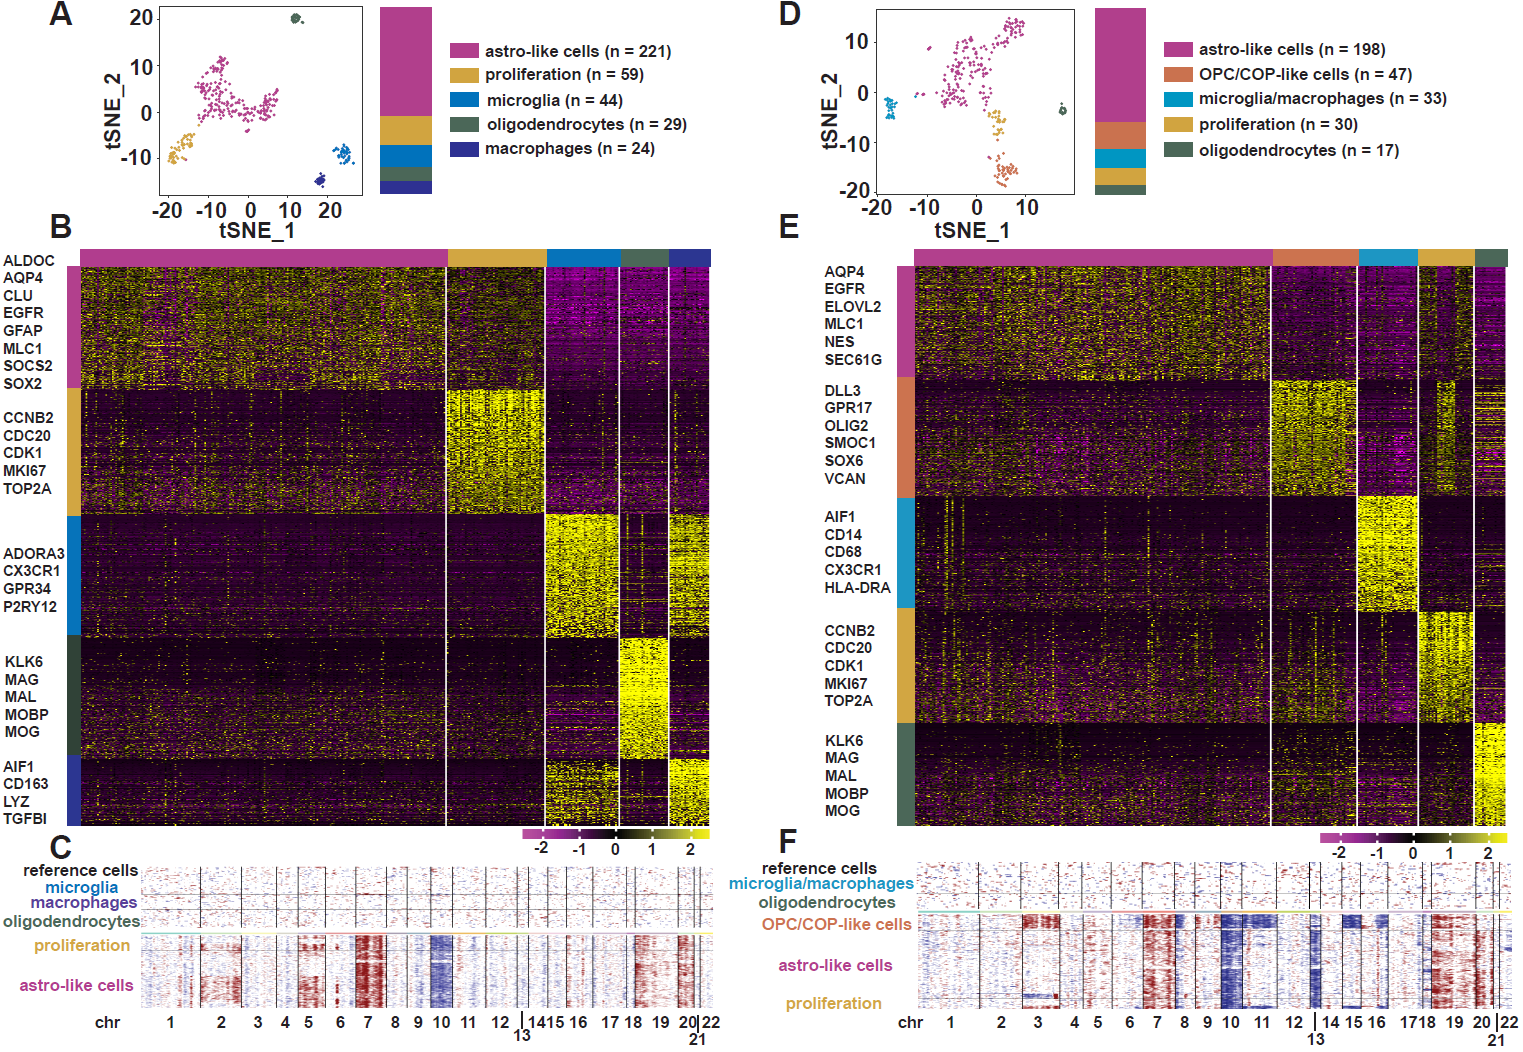 A
20
10
0
-10
-20 -10 0 10 20
tSNE_2
tSNE_1
astro-like cells (n = 221)
proliferation (n = 59)
microglia (n = 44)
oligodendrocytes (n = 29)
macrophages (n = 24)
D
10
0
-10
-20
-20 -10 0 10
tSNE_2
tSNE_1
astro-like cells (n = 198)
OPC/COP-like cells (n = 47)
microglia/macrophages (n = 33)
proliferation (n = 30)
oligodendrocytes (n = 17)
B
ALDOC
AQP4
CLU
EGFR
GFAP
MLC1
SOCS2
SOX2
CCNB2
CDC20
CDK1
MKI67
TOP2A
ADORA3
CX3CR1
GPR34
P2RY12
KLK6
MAG
MAL
MOBP
MOG
AIF1
CD163
LYZ
TGFBI
-2 -1 0 1 2
E
AQP4
EGFR
ELOVL2
MLC1
NES
SEC61G
DLL3
GPR17
OLIG2
SMOC1
SOX6
VCAN
AIF1
CD14
CD68
CX3CR1
HLA-DRA
CCNB2
CDC20
CDK1
MKI67
TOP2A
KLK6
MAG
MAL
MOBP
MOG
-2 -1 0 1 2
C
reference cells
microglia
macrophages
oligodendrocytes
proliferation
astro-like cells
chr 1 2 3 4 5 6 7 8 9 10 11 12 13 14 15 16 17 18 19 20 21 22
F
reference cells
microglia/macrophages
oligodendrocytes
OPC/COP-like cells
astro-like cells
proliferation
chr 1 2 3 4 5 6 7 8 9 10 11 12 13 14 15 16 17 18 19 20 21 22